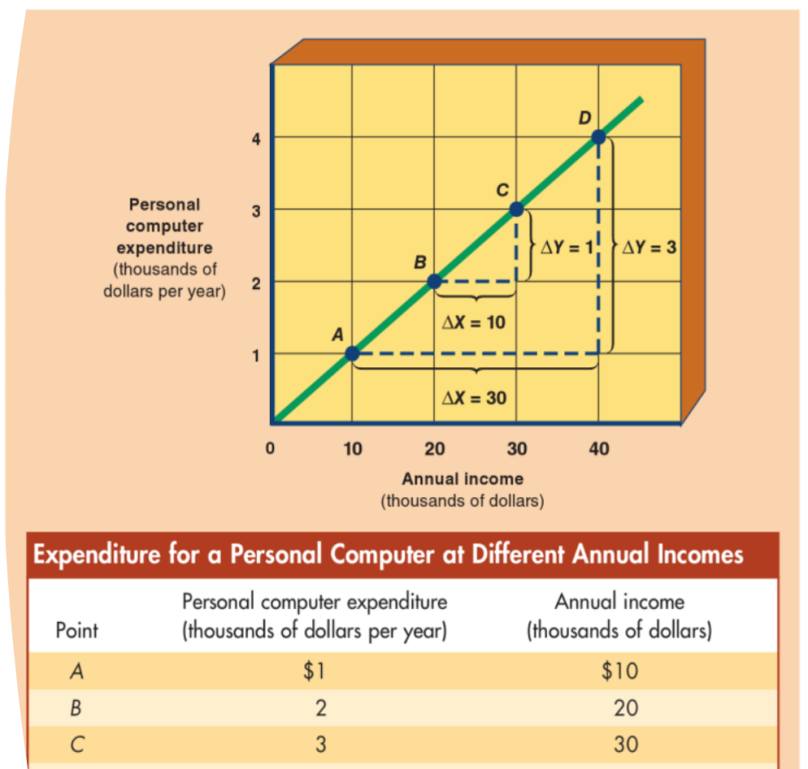 D
4
C
Personal
computer
expenditure
(thousands of
dollars per year)
3
B
ΔY = 1
ΔY = 3
2
A
ΔX = 10
1
ΔX = 30
0 10 20 30 40
Annual income
(thousands of dollars)
Expenditure for a Personal Computer at Different Annual Incomes
Point Personal computer expenditure (thousands of dollars per year) Annual income (thousands of dollars)
A $1 $10
B 2 20
C 3 30